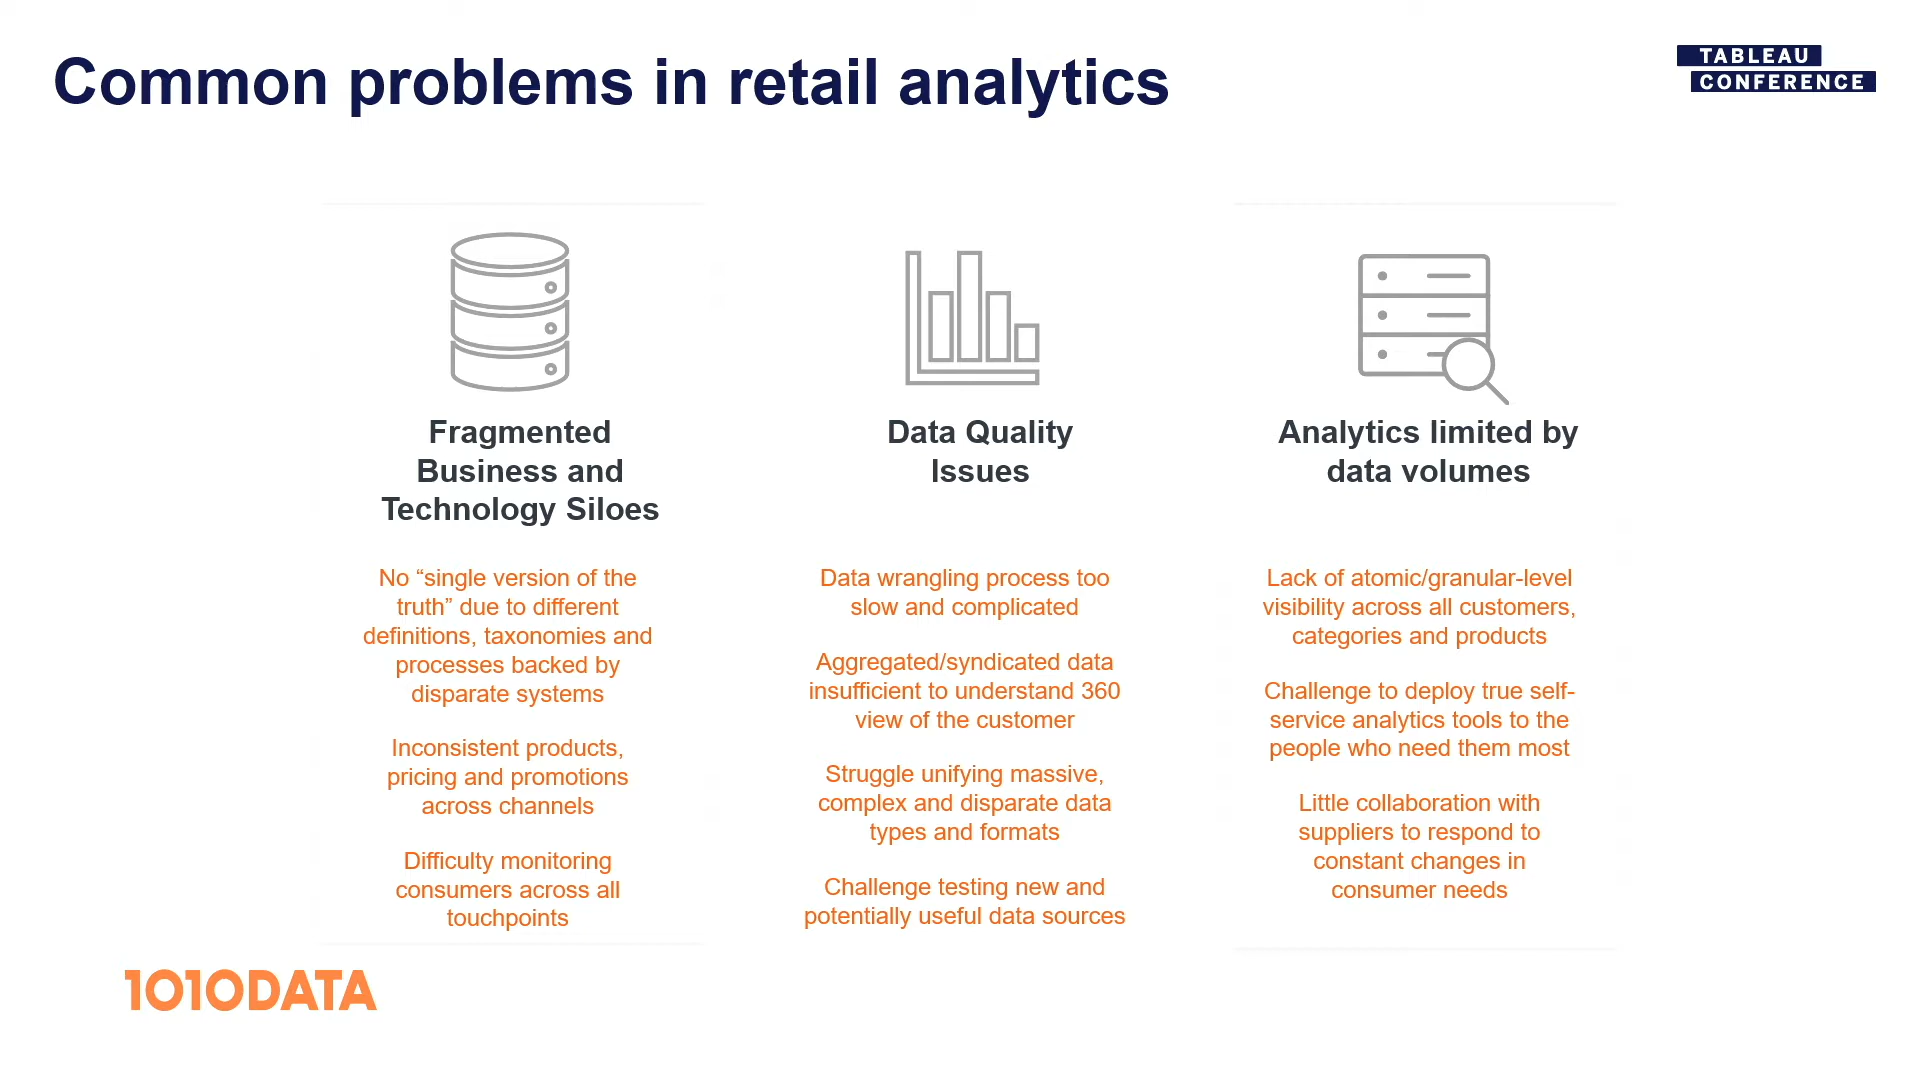 Common problems in retail analytics
TABLEAU
CONFERENCE
Fragmented
Business and
Technology Siloes
No “single version of the
truth” due to different
definitions, taxonomies and
processes backed by
disparate systems
Inconsistent products,
pricing and promotions
across channels
Difficulty monitoring
consumers across all
touchpoints
Data Quality
Issues
Data wrangling process too
slow and complicated
Aggregated/syndicated data
insufficient to understand 360
view of the customer
Struggle unifying massive,
complex and disparate data
types and formats
Challenge testing new and
potentially useful data sources
Analytics limited by
data volumes
Lack of atomic/granular-level
visibility across all customers,
categories and products
Challenge to deploy true self-
service analytics tools to the
people who need them most
Little collaboration with
suppliers to respond to
constant changes in
consumer needs
1010DATA